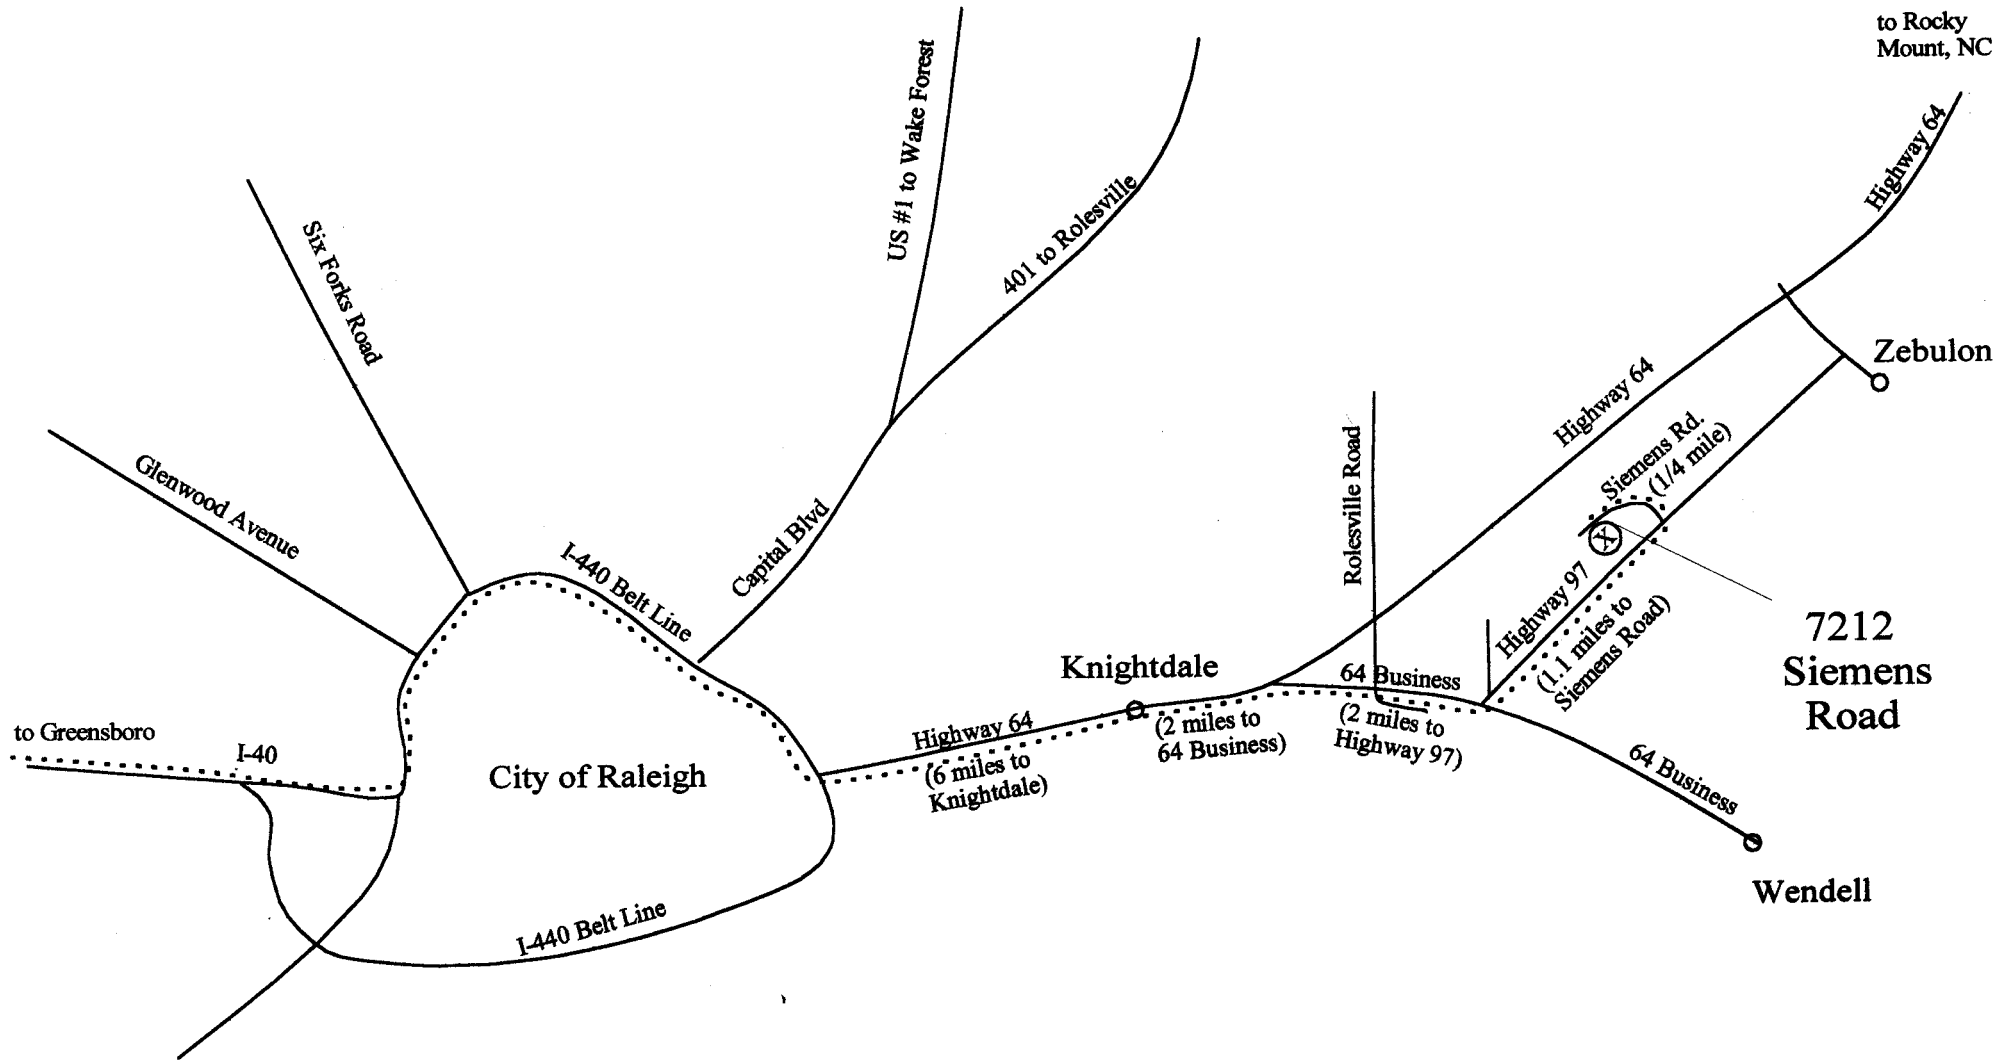 to Rocky
Mount, NC
Highway 64
US #1 to Wake Forest
401 to Rolesville
Six Forks Road
Glenwood Avenue
Zebulon
Highway 64
Siemens Rd.
(1/4 mile)
Rolesville Road
Capital Blvd
I-440 Belt Line
X
Highway 97
(1.1 miles to
Siemens Road)
7212
Siemens
Road
Knightdale
64 Business
Highway 64
(6 miles to
Knightdale)
(2 miles to
64 Business)
(2 miles to
Highway 97)
to Greensboro
I-40
City of Raleigh
64 Business
Wendell
I-440 Belt Line